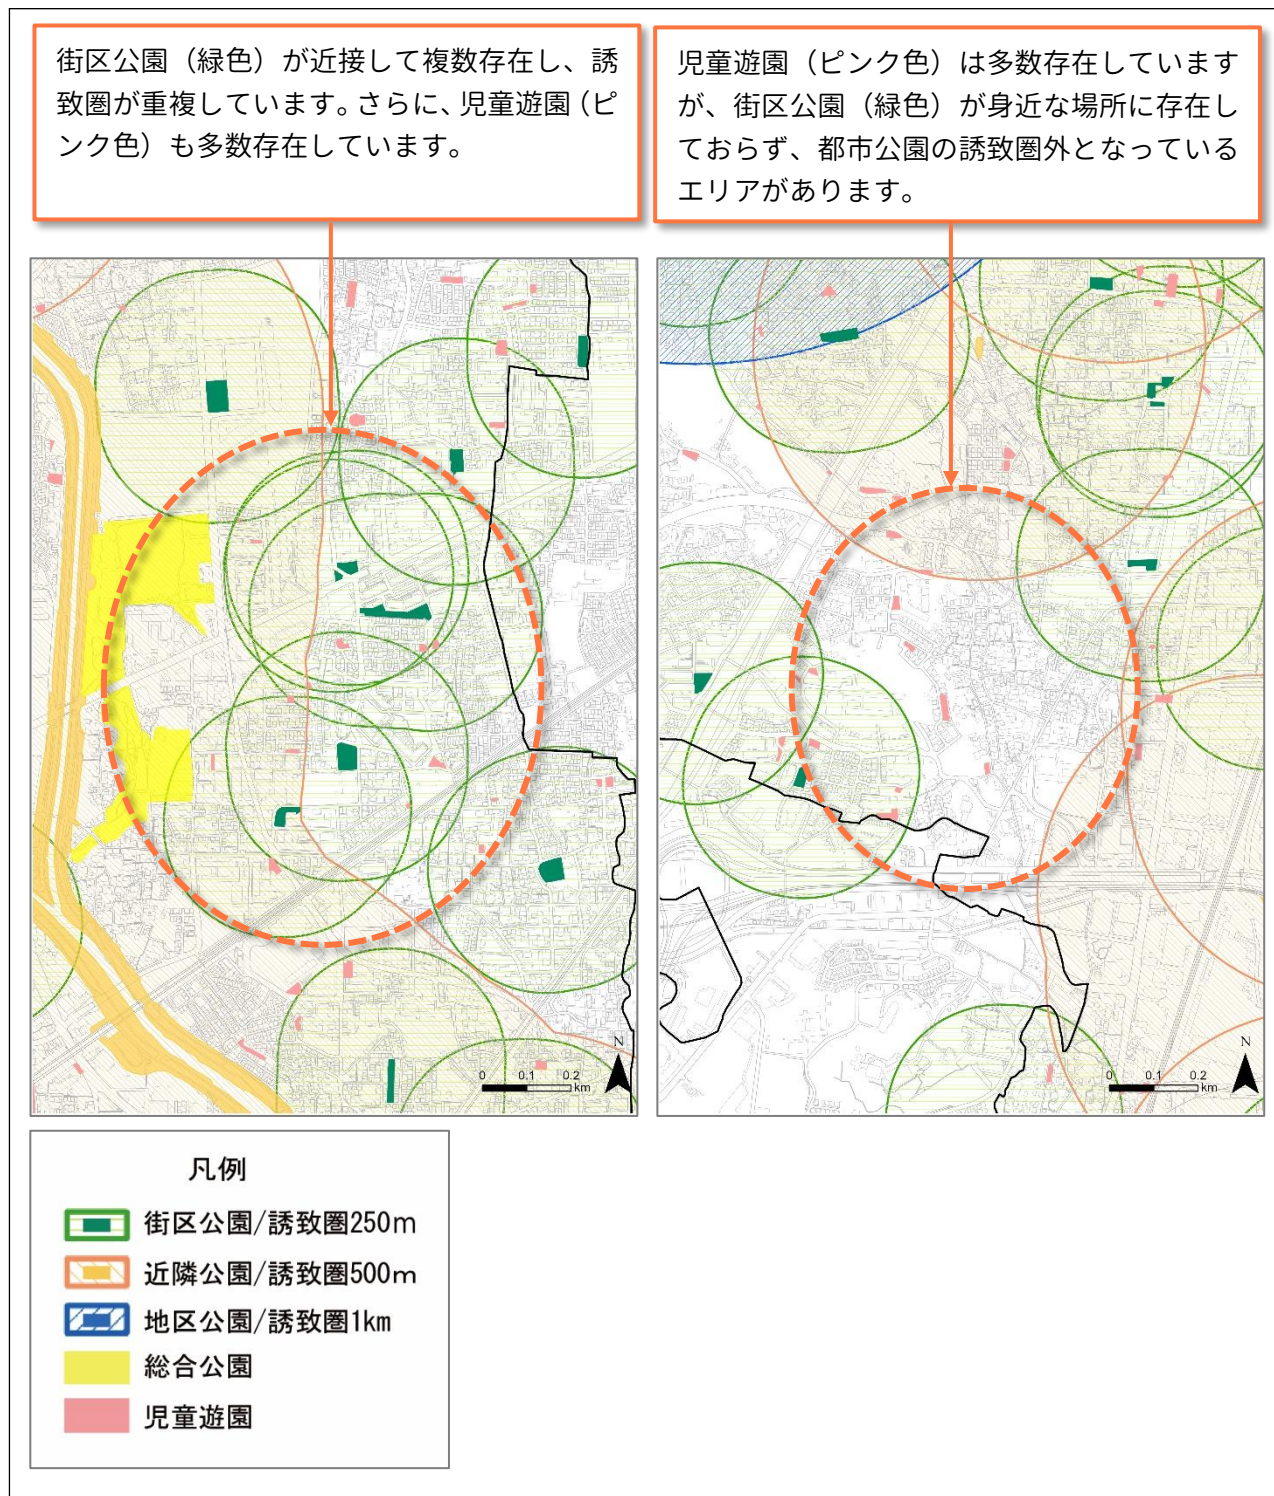 街区公園（緑色）が近接して複数存在し、誘
致圏が重複しています。さらに、児童遊園（ピ
ンク色）も多数存在しています。
児童遊園（ピンク色）は多数存在しています
が、街区公園（緑色）が身近な場所に存在し
ておらず、都市公園の誘致圏外となっている
エリアがあります。
N
0 0.1 0.2
km
N
0 0.1 0.2
km
凡例
街区公園/誘致圏250m
近隣公園/誘致圏500m
地区公園/誘致圏1km
総合公園
児童遊園